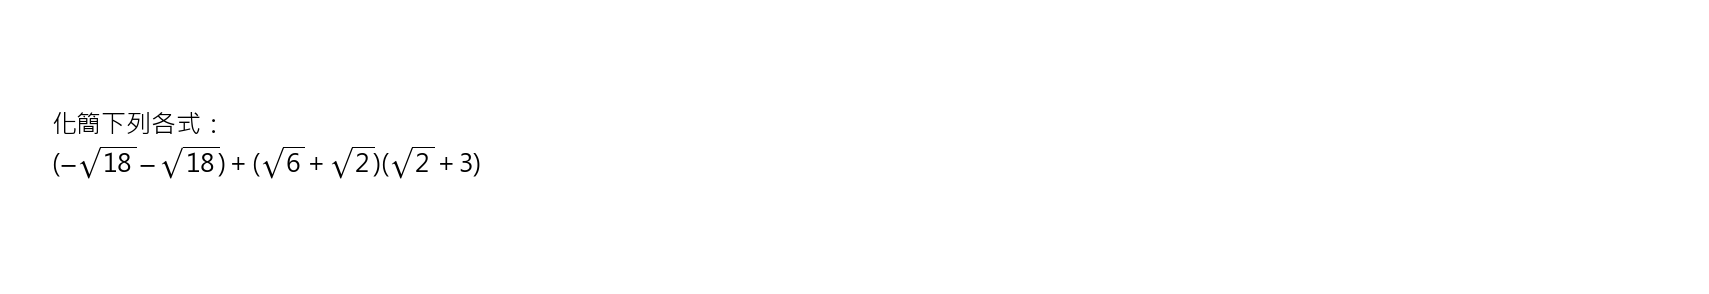 化簡下列各式：
(−√18 − √18) + (√6 + √2)(√2 + 3)